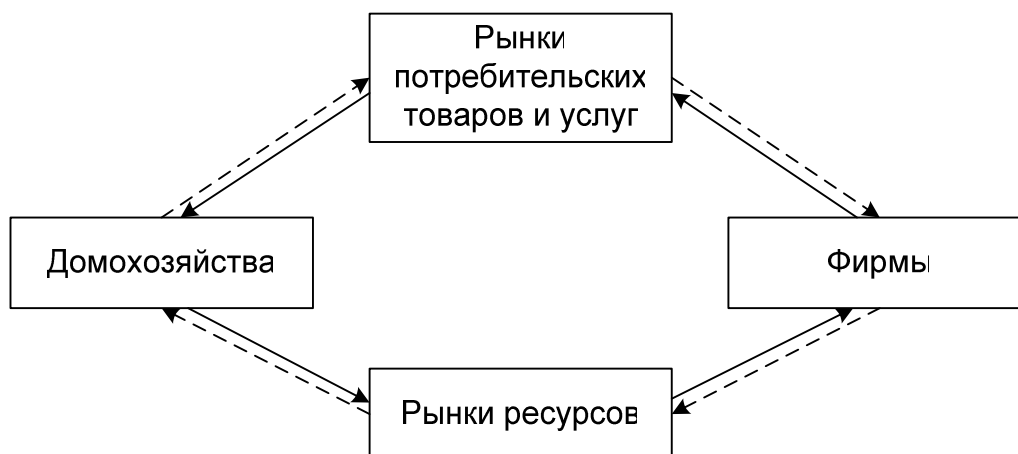 Рынки
потребительских
товаров и услуг
Домохозяйства
Фирмы
Рынки ресурсов